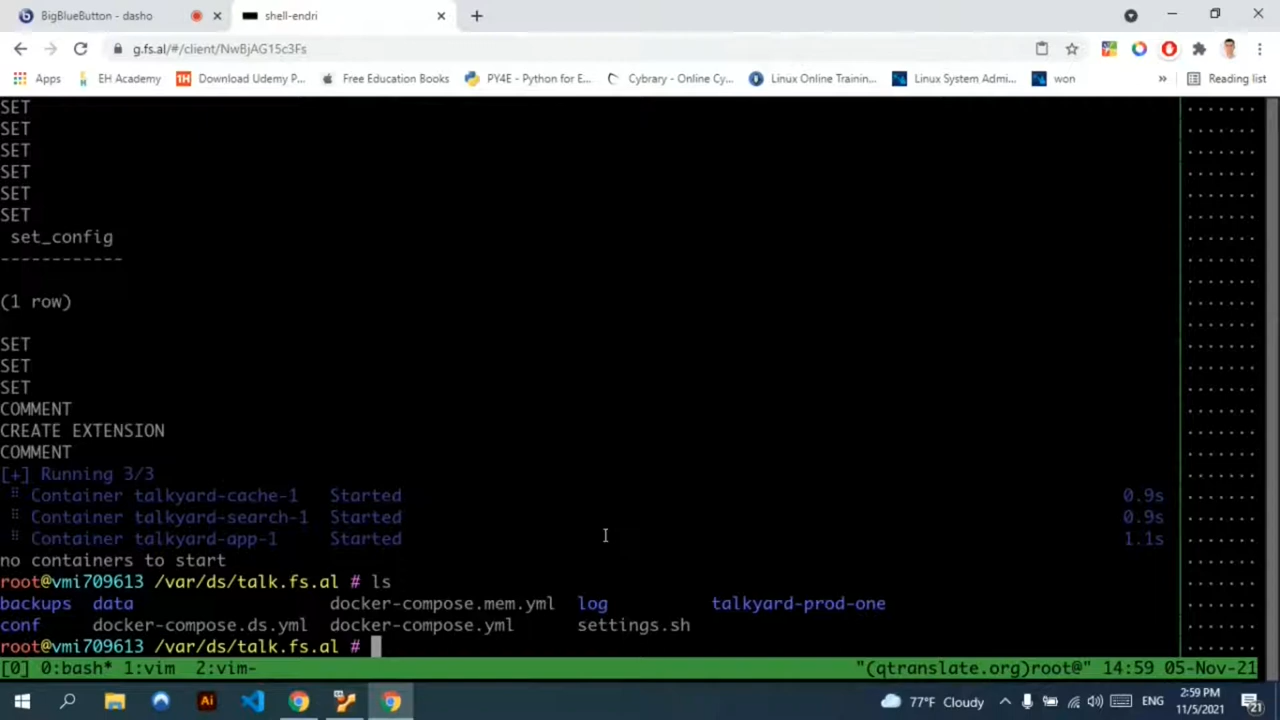 BigBlueButton - dasho
shell-endri
g.fs.al/#/client/NwBjAG15c3Fs
Apps
EH Academy
Download Udemy P...
Free Education Books
PY4E - Python for E...
Cybrary - Online Cy...
Linux Online Trainin...
Linux System Admi...
won
»
Reading list
SET
SET
SET
SET
SET
SET
set_config
------------
(1 row)
SET
SET
SET
COMMENT
CREATE EXTENSION
COMMENT
[+] Running 3/3
Container talkyard-cache-1 Started 0.9s
Container talkyard-search-1 Started 0.9s
Container talkyard-app-1 Started 1.1s
no containers to start
root@vmi709613 /var/ds/talk.fs.al # ls
backups data docker-compose.mem.yml log talkyard-prod-one
conf docker-compose.ds.yml docker-compose.yml settings.sh
root@vmi709613 /var/ds/talk.fs.al #
[0] 0:bash* 1:vim 2:vim- "(qtranslate.org)root@" 14:59 05-Nov-21
Ai
77°F Cloudy
ENG
2:59 PM
11/5/2021
21